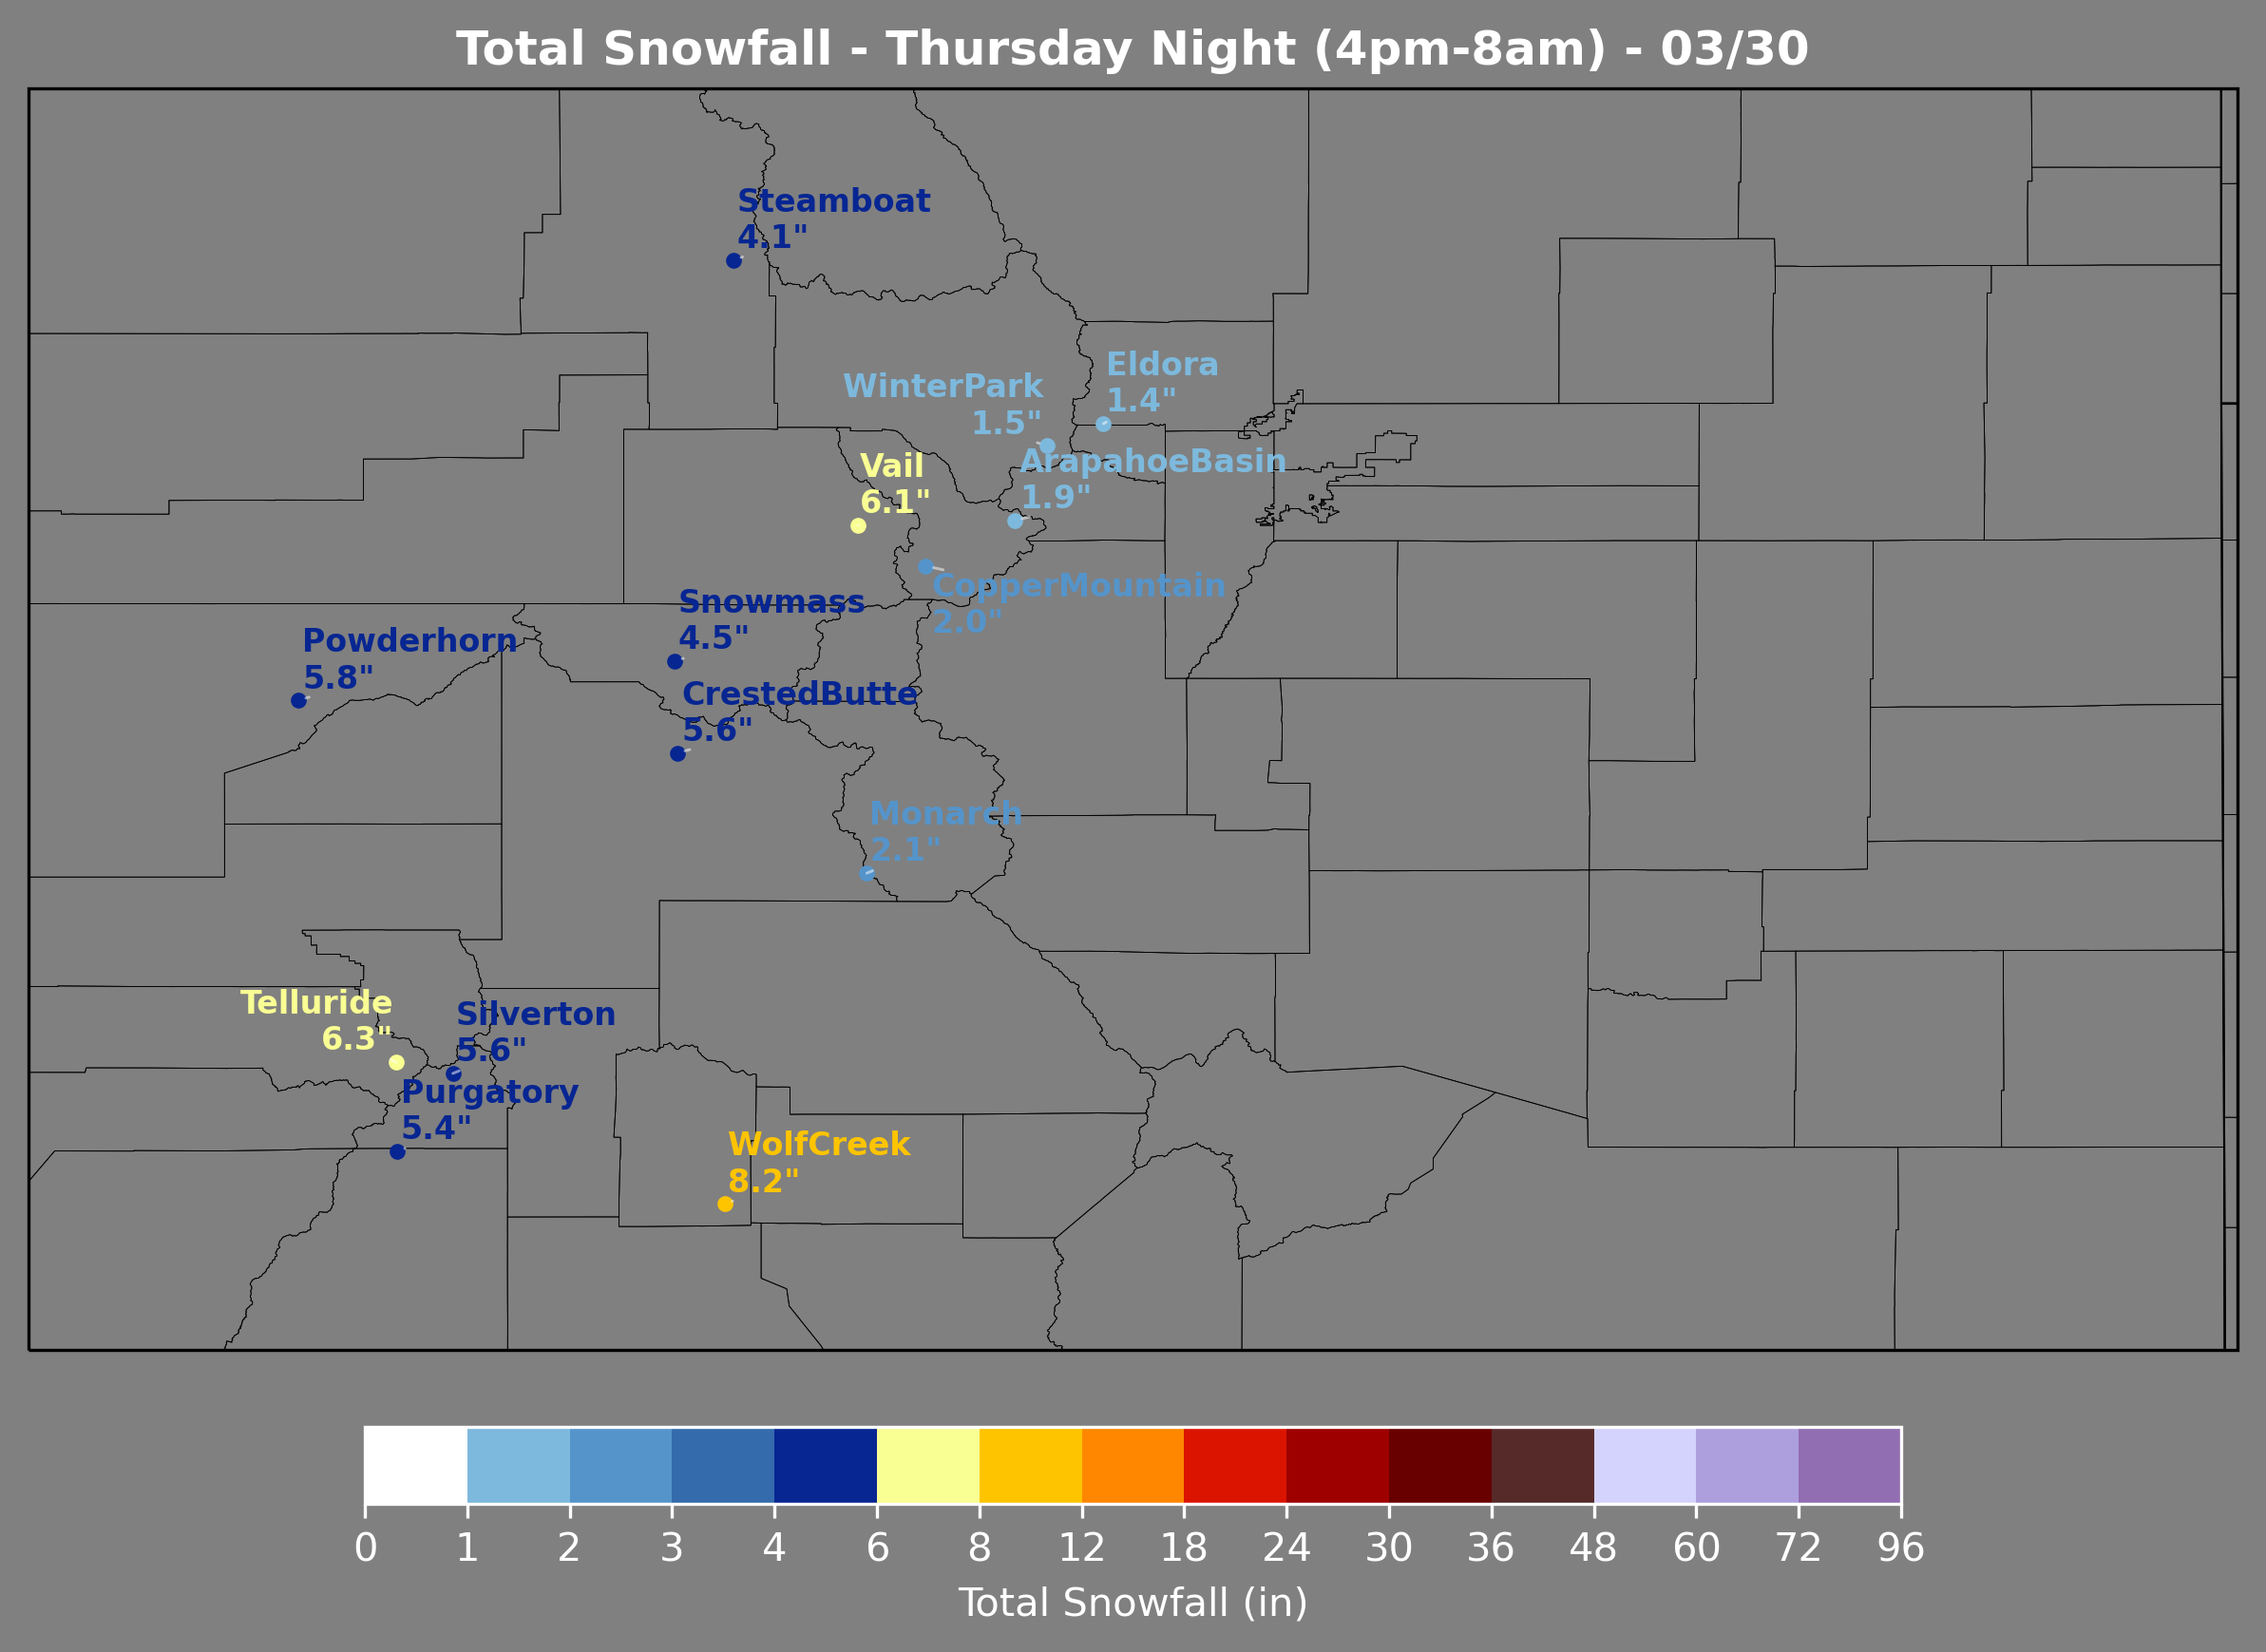 Total Snowfall - Thursday Night (4pm-8am) - 03/30
Steamboat
4.1"
Eldora
1.4"
WinterPark
1.5"
ArapahoeBasin
1.9"
Vail
6.1"
CopperMountain
2.0"
Snowmass
4.5"
Powderhorn
5.8"
CrestedButte
5.6"
Monarch
2.1"
Telluride
6.3"
Silverton
5.6"
Purgatory
5.4"
WolfCreek
8.2"
0 1 2 3 4 6 8 12 18 24 30 36 48 60 72 96
Total Snowfall (in)